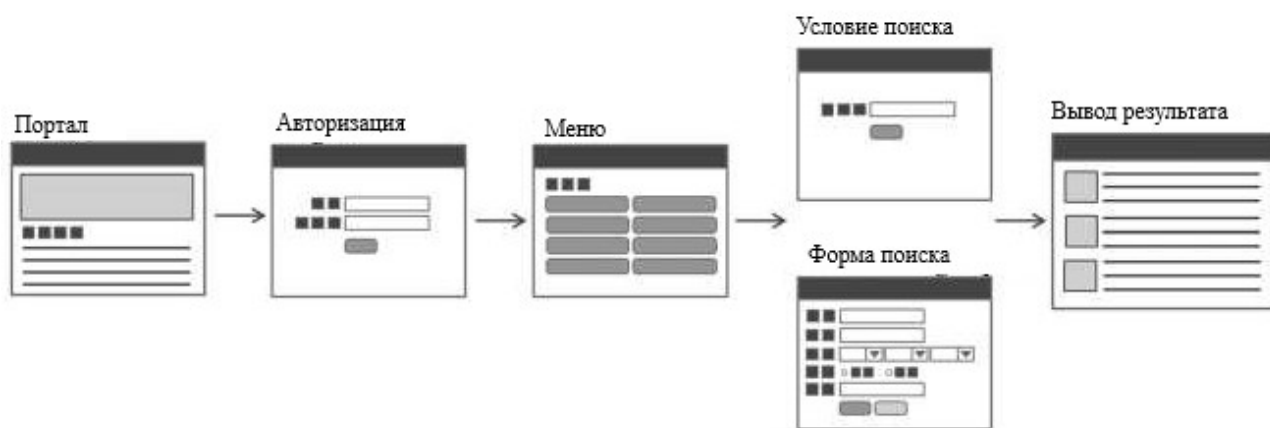 Портал
Авторизация
Меню
Условие поиска
Форма поиска
Вывод результата